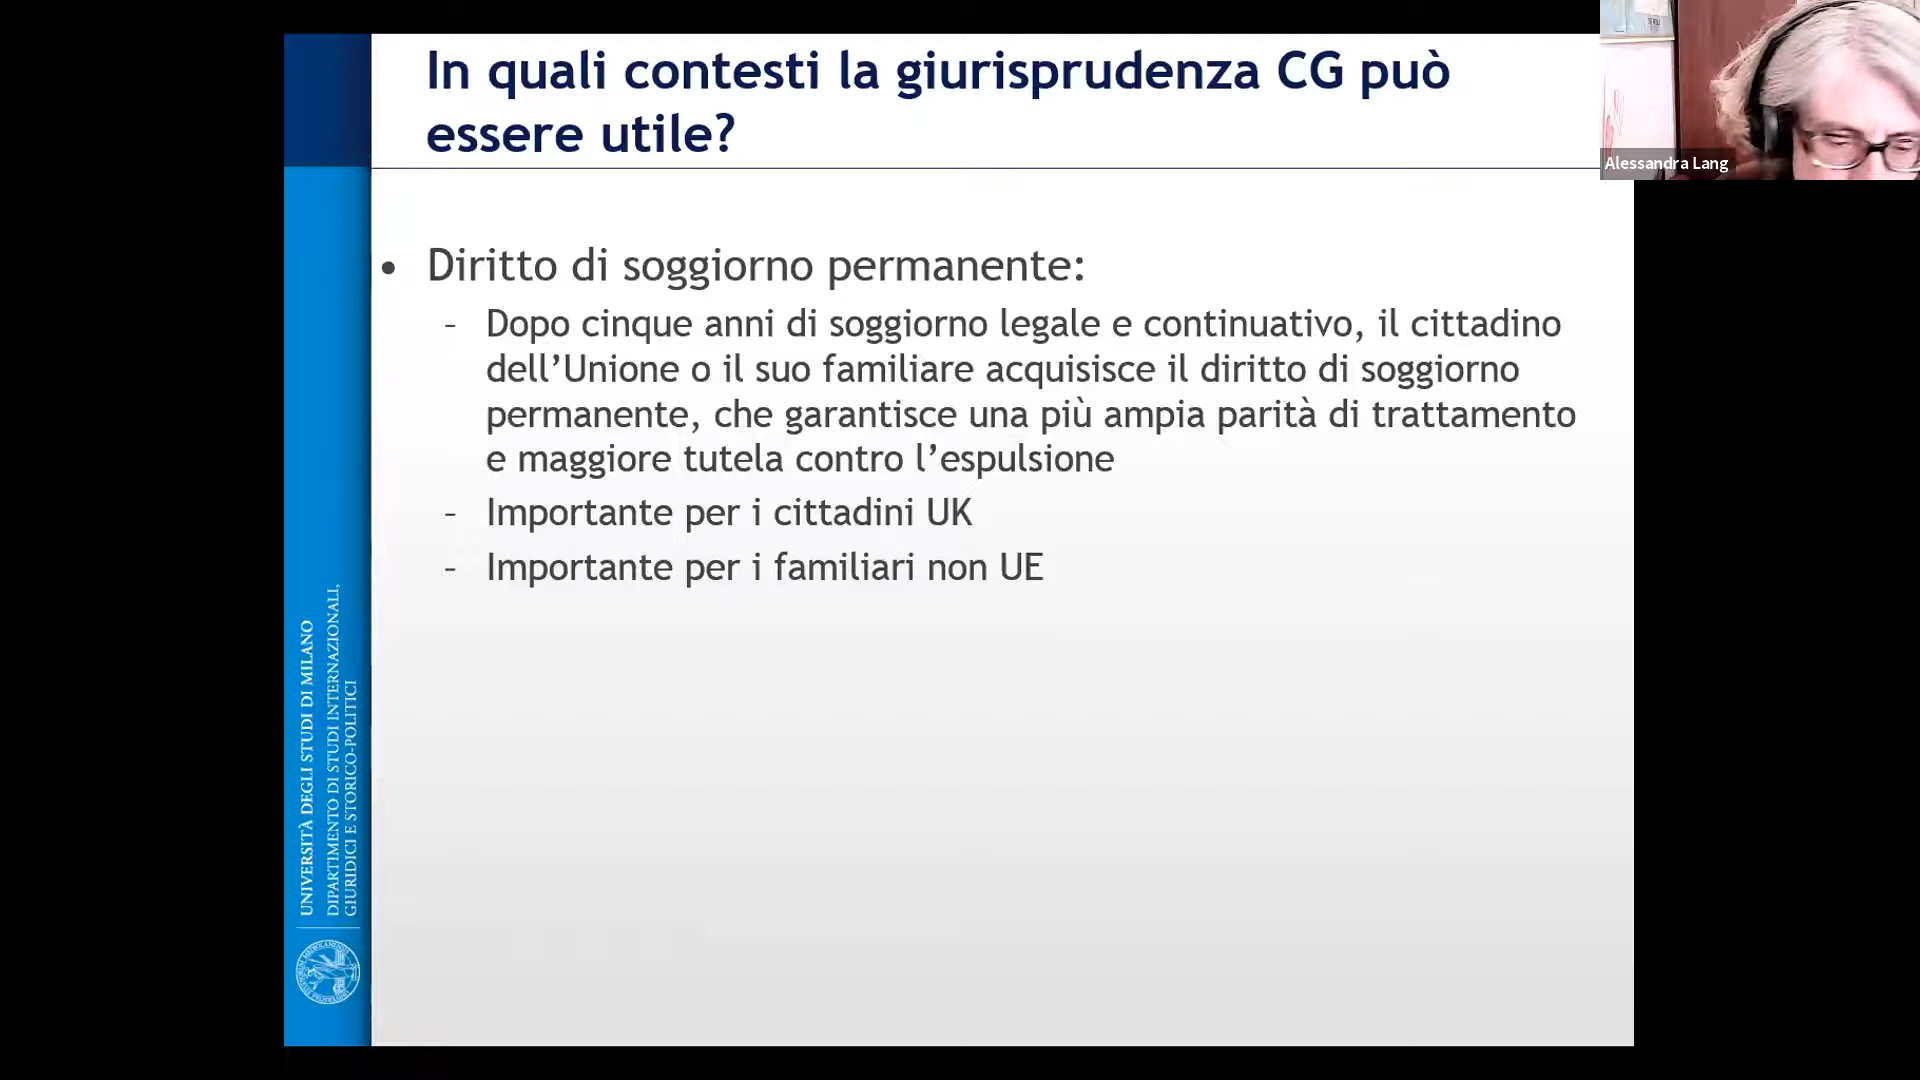 In quali contesti la giurisprudenza CG può
essere utile?
Alessandra Lang
• Diritto di soggiorno permanente:
– Dopo cinque anni di soggiorno legale e continuativo, il cittadino
dell’Unione o il suo familiare acquisisce il diritto di soggiorno
permanente, che garantisce una più ampia parità di trattamento
e maggiore tutela contro l’espulsione
– Importante per i cittadini UK
– Importante per i familiari non UE
UNIVERSITÀ DEGLI STUDI DI MILANO
DIPARTIMENTO DI STUDI INTERNAZIONALI,
GIURIDICI E STORICO-POLITICI